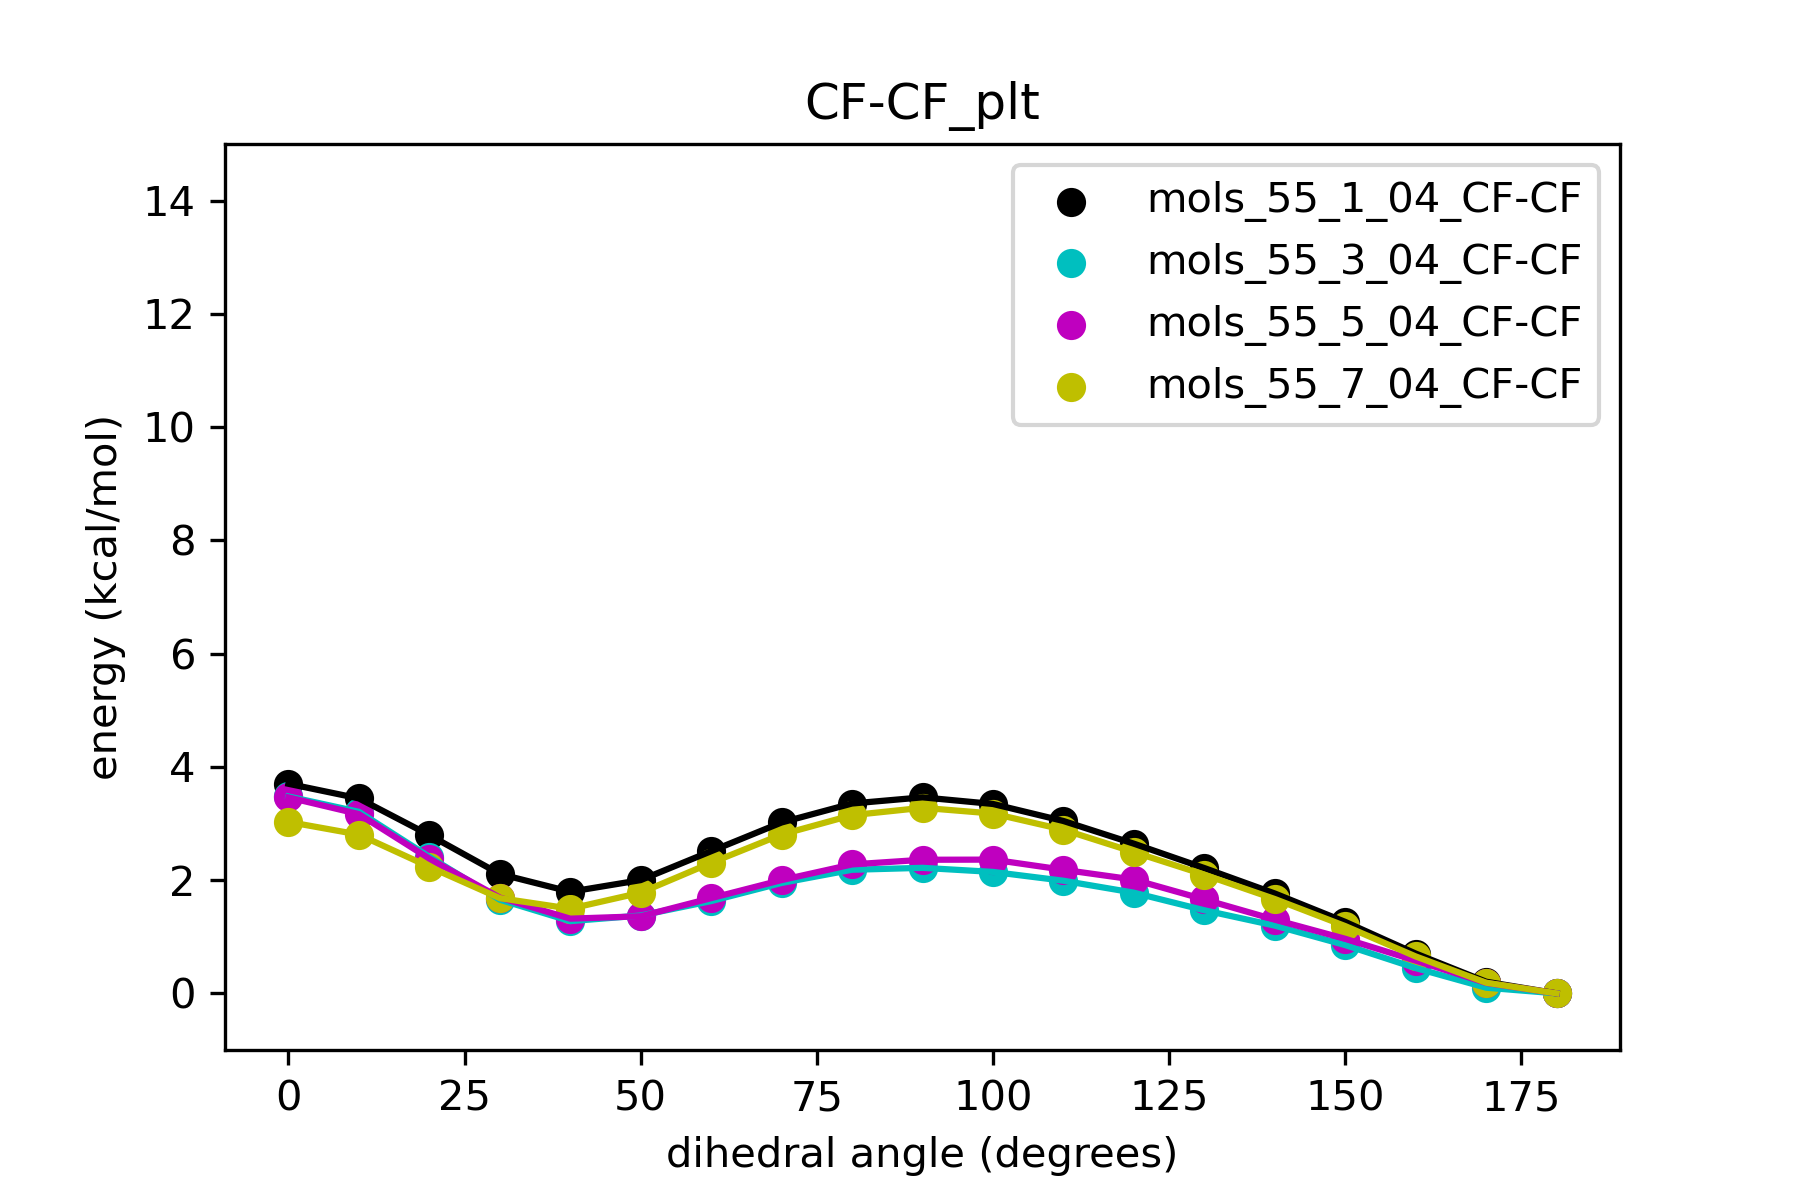 CF-CF_plt
mols_55_1_04_CF-CF
mols_55_3_04_CF-CF
mols_55_5_04_CF-CF
mols_55_7_04_CF-CF
energy (kcal/mol)
14
12
10
8
6
4
2
0
0 25 50 75 100 125 150 175
dihedral angle (degrees)